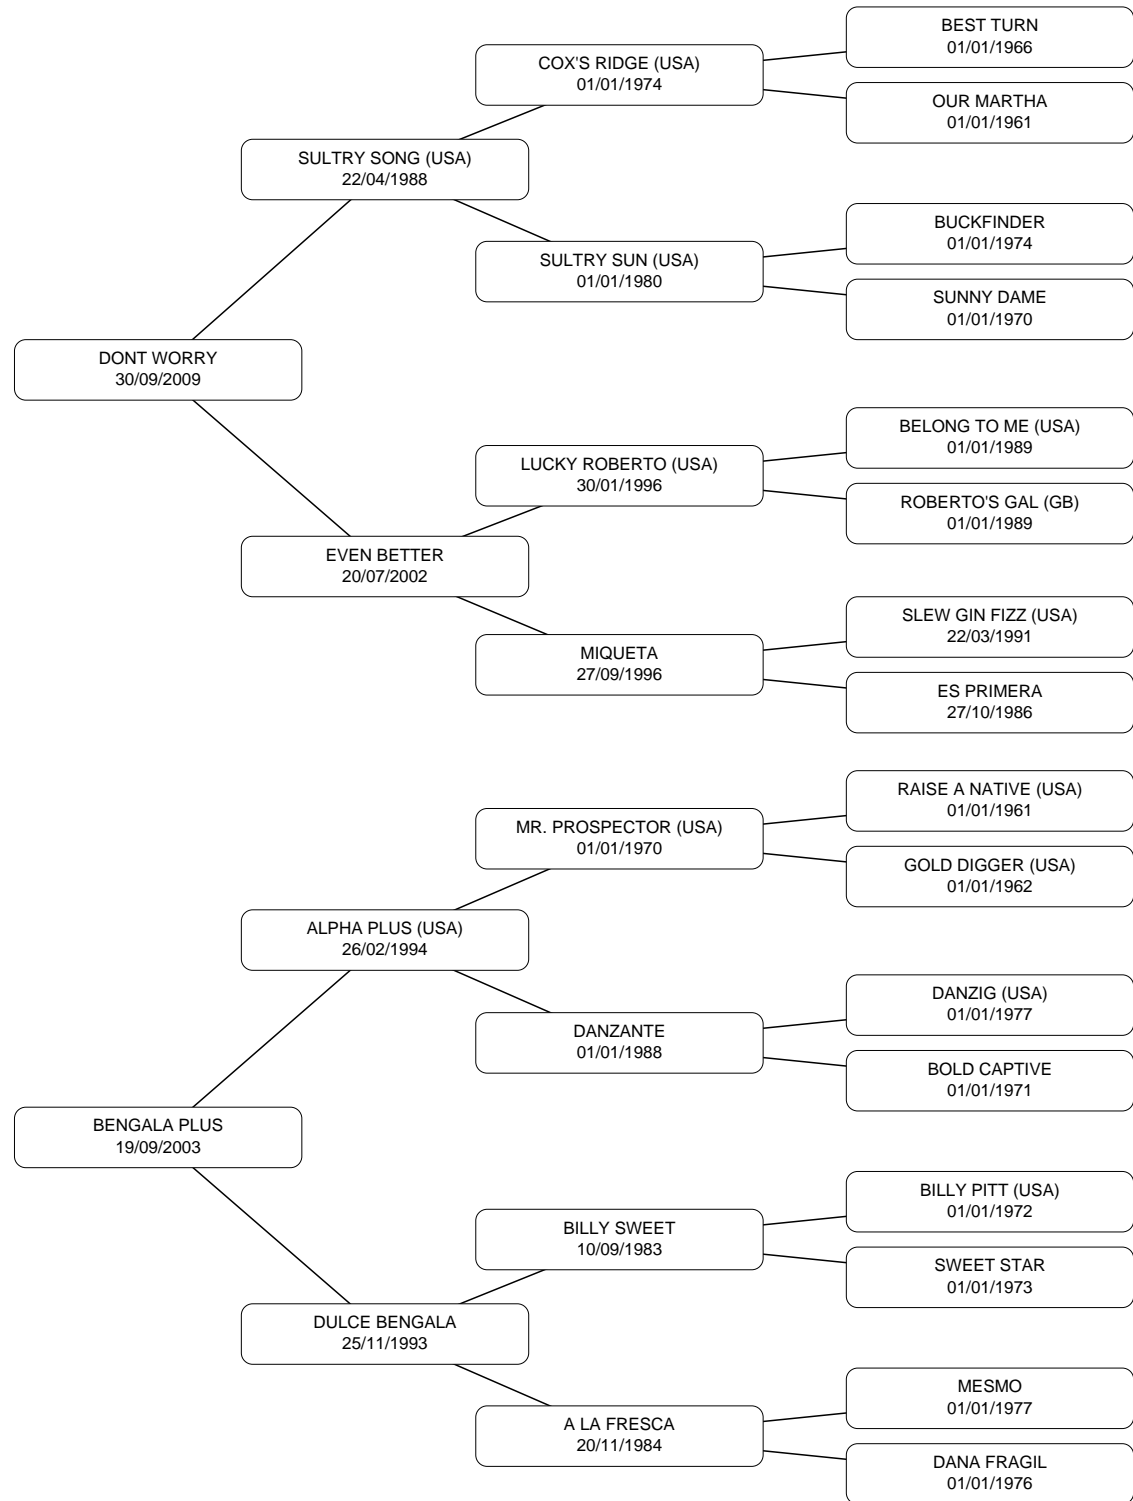 BEST TURN
01/01/1966
COX'S RIDGE (USA)
01/01/1974
OUR MARTHA
01/01/1961
SULTRY SONG (USA)
22/04/1988
BUCKFINDER
01/01/1974
SULTRY SUN (USA)
01/01/1980
SUNNY DAME
01/01/1970
DONT WORRY
30/09/2009
BELONG TO ME (USA)
01/01/1989
LUCKY ROBERTO (USA)
30/01/1996
ROBERTO'S GAL (GB)
01/01/1989
EVEN BETTER
20/07/2002
SLEW GIN FIZZ (USA)
22/03/1991
MIQUETA
27/09/1996
ES PRIMERA
27/10/1986
RAISE A NATIVE (USA)
01/01/1961
MR. PROSPECTOR (USA)
01/01/1970
GOLD DIGGER (USA)
01/01/1962
ALPHA PLUS (USA)
26/02/1994
DANZIG (USA)
01/01/1977
DANZANTE
01/01/1988
BOLD CAPTIVE
01/01/1971
BENGALA PLUS
19/09/2003
BILLY PITT (USA)
01/01/1972
BILLY SWEET
10/09/1983
SWEET STAR
01/01/1973
DULCE BENGALA
25/11/1993
MESMO
01/01/1977
A LA FRESCA
20/11/1984
DANA FRAGIL
01/01/1976